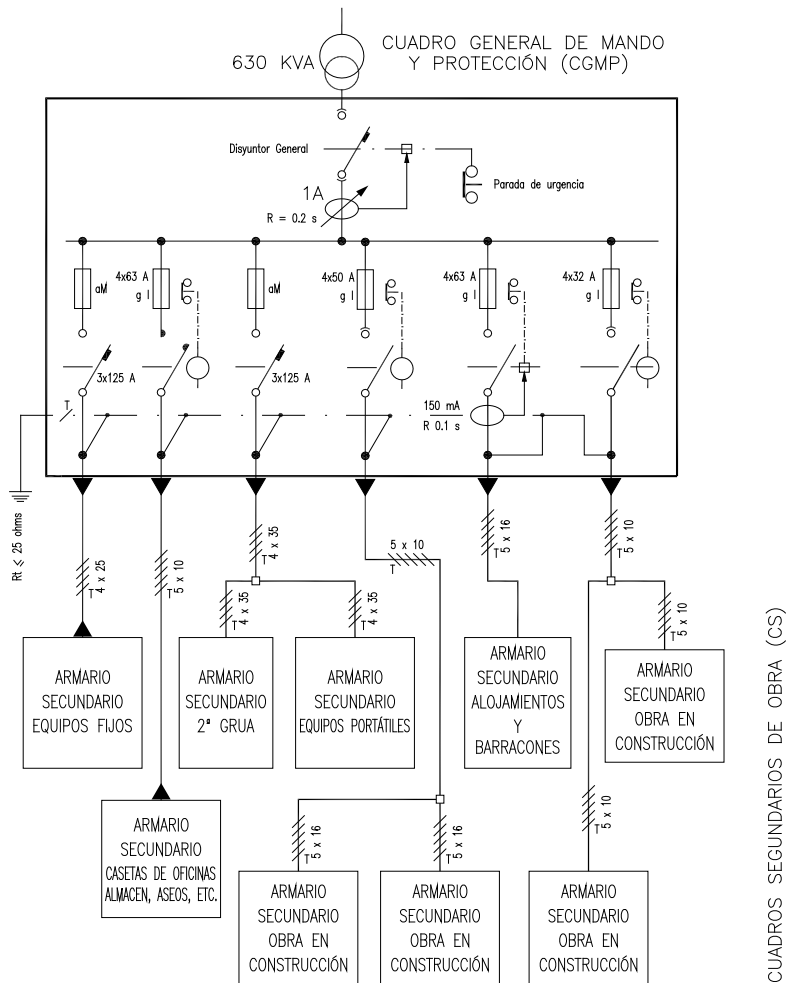 630 KVA
CUADRO GENERAL DE MANDO
Y PROTECCIÓN (CGMP)
Disyuntor General
Parada de urgencia
1A
R = 0.2 s
aM
4x63 A
g I
aM
4x50 A
g I
4x63 A
g I
4x32 A
g I
3x125 A
3x125 A
T
150 mA
R 0.1 s
Rt ≤ 25 ohms
T
4 x 25
T
5 x 10
T
4 x 35
5 x 10
T
T
5 x 16
T
5 x 10
T
4 x 35
T
4 x 35
T
5 x 10
ARMARIO
SECUNDARIO
EQUIPOS FIJOS
ARMARIO
SECUNDARIO
2ª GRUA
ARMARIO
SECUNDARIO
EQUIPOS PORTÁTILES
ARMARIO
SECUNDARIO
ALOJAMIENTOS
Y
BARRACONES
ARMARIO
SECUNDARIO
OBRA EN
CONSTRUCCIÓN
T
5 x 16
T
5 x 16
T
5 x 10
ARMARIO
SECUNDARIO
CASETAS DE OFICINAS
ALMACEN, ASEOS, ETC.
ARMARIO
SECUNDARIO
OBRA EN
CONSTRUCCIÓN
ARMARIO
SECUNDARIO
OBRA EN
CONSTRUCCIÓN
ARMARIO
SECUNDARIO
OBRA EN
CONSTRUCCIÓN
CUADROS SEGUNDARIOS DE OBRA (CS)